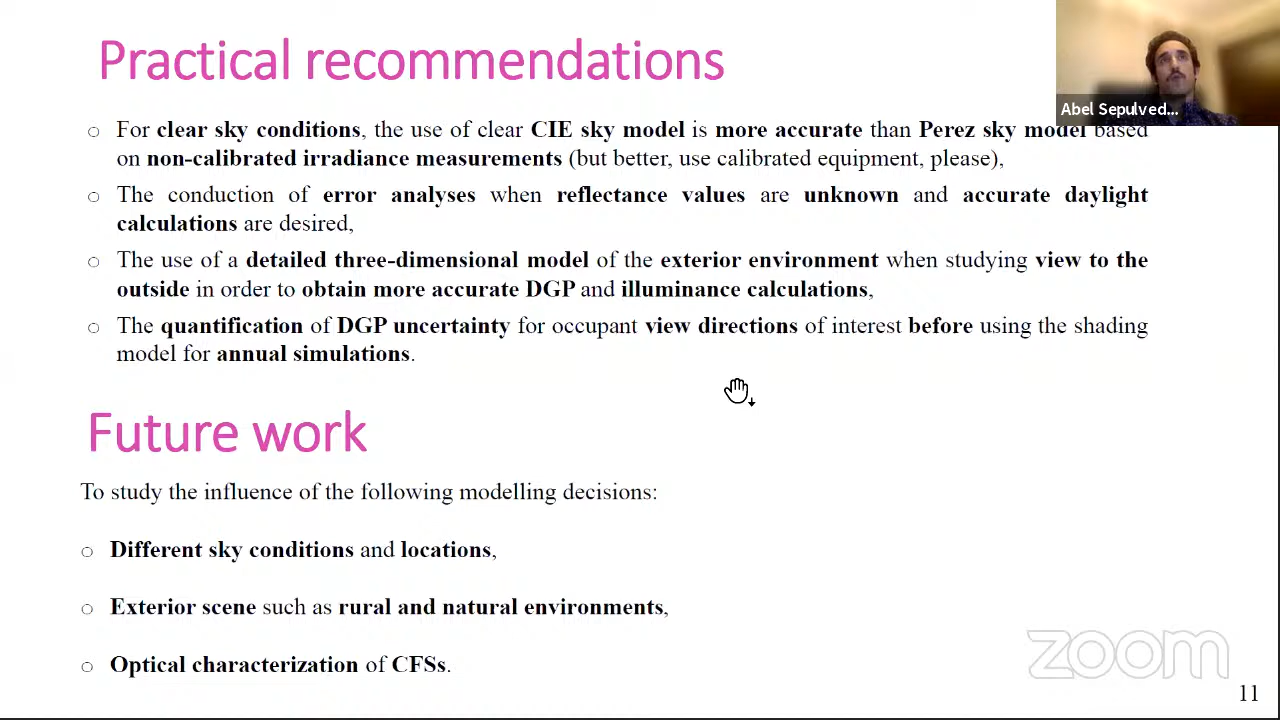 Practical recommendations
Abel Sepulved...
○ For clear sky conditions, the use of clear CIE sky model is more accurate than Perez sky model based
on non-calibrated irradiance measurements (but better, use calibrated equipment, please),
○ The conduction of error analyses when reflectance values are unknown and accurate daylight
calculations are desired,
○ The use of a detailed three-dimensional model of the exterior environment when studying view to the
outside in order to obtain more accurate DGP and illuminance calculations,
○ The quantification of DGP uncertainty for occupant view directions of interest before using the shading
model for annual simulations.
Future work
To study the influence of the following modelling decisions:
○ Different sky conditions and locations,
○ Exterior scene such as rural and natural environments,
○ Optical characterization of CFSs.
zoom
11